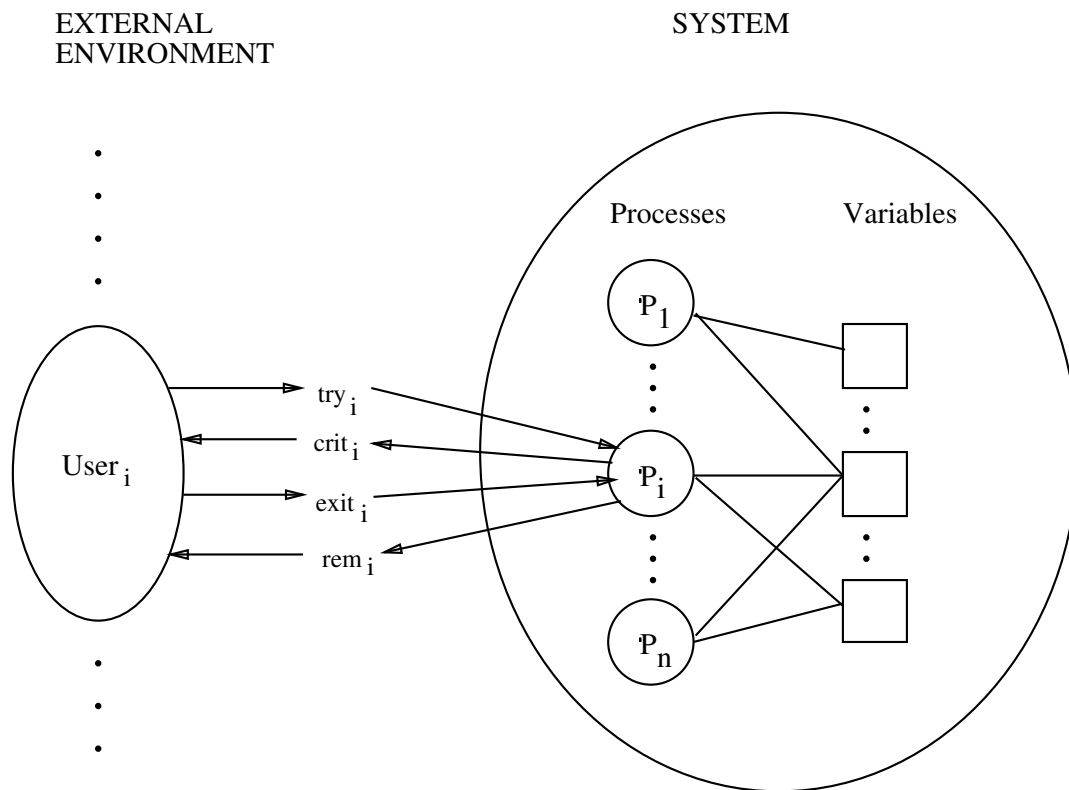 EXTERNAL
ENVIRONMENT
SYSTEM
Processes
Variables
P1
try i
crit i
User i
Pi
exit i
rem i
Pn